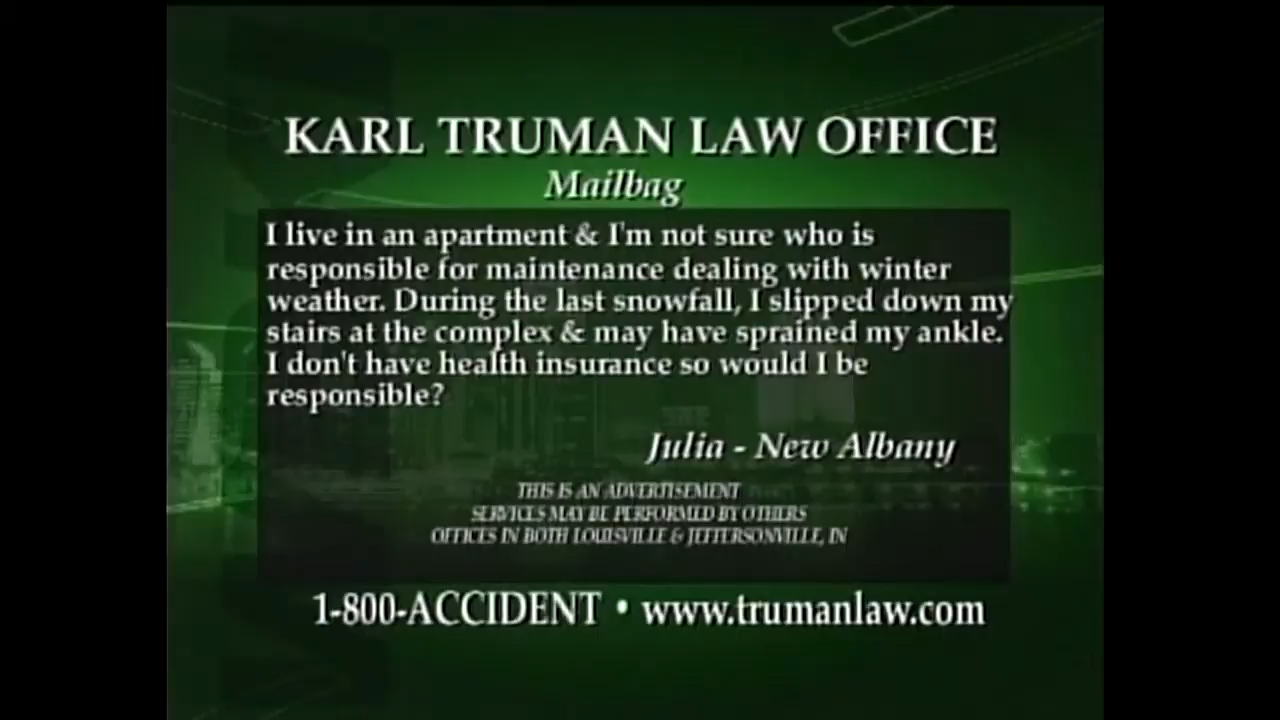 KARL TRUMAN LAW OFFICE
Mailbag
I live in an apartment & I'm not sure who is
responsible for maintenance dealing with winter
weather. During the last snowfall, I slipped down my
stairs at the complex & may have sprained my ankle.
I don't have health insurance so would I be
responsible?
Julia - New Albany
THIS IS AN ADVERTISEMENT
SERVICES MAY BE PERFORMED BY OTHERS
OFFICES IN BOTH LOUISVILLE & JEFFERSONVILLE, IN
1-800-ACCIDENT • www.trumanlaw.com